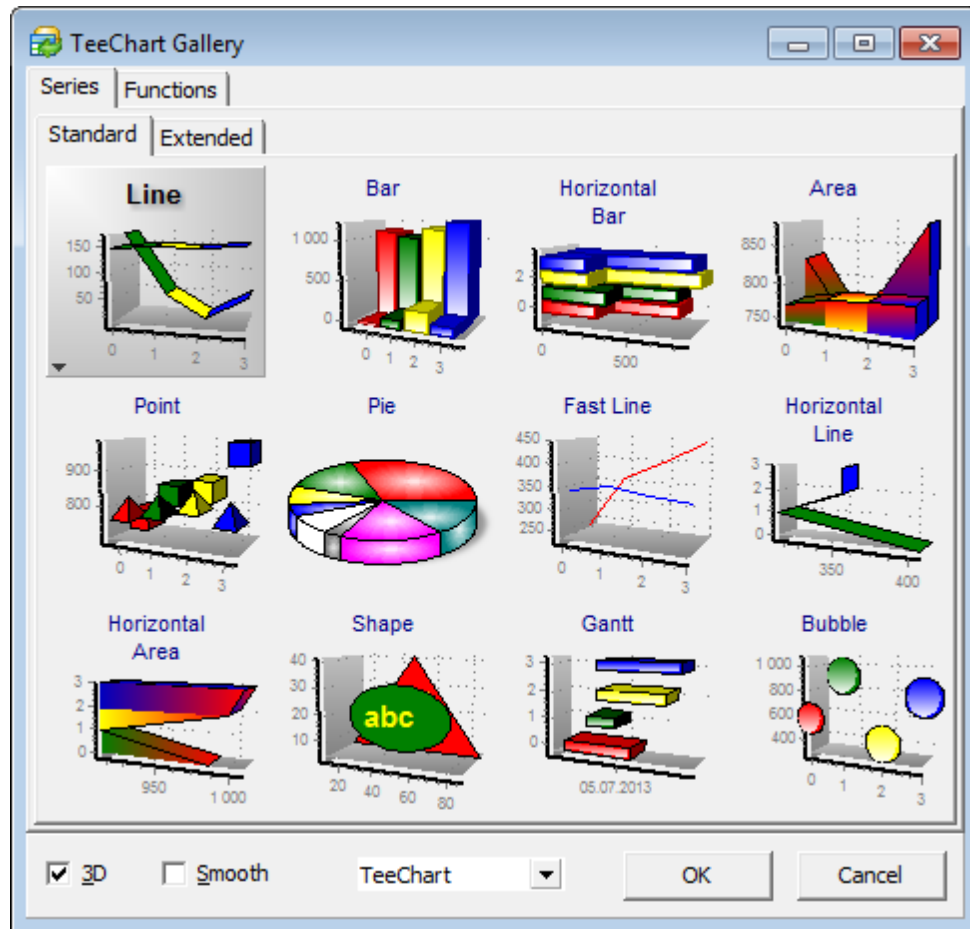 TeeChart Gallery
Series Functions
Standard Extended
Line
150
100
50
0 1 2 3
Bar
1 000
500
0
0 1 2 3
Horizontal
Bar
2
0
0 500
Area
850
800
750
0 1 2 3
Point
900
800
0 1 2 3
Pie
Fast Line
450
400
350
300
250
0 1 2 3
Horizontal
Line
3
2
1
0
350 400
Horizontal
Area
3
2
1
0
950 1 000
Shape
40
30
20
10
abc
20 40 60 80
Gantt
3
2
1
0
05.07.2013
Bubble
1 000
800
600
400
0 1 2 3
3D Smooth TeeChart OK Cancel